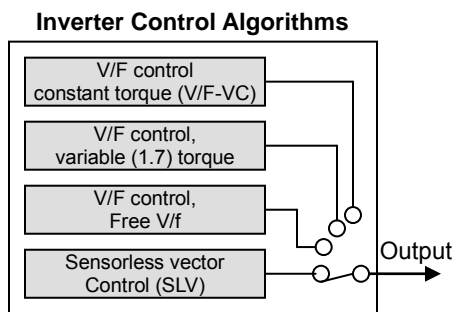 Inverter Control Algorithms
V/F control
constant torque (V/F-VC)
V/F control,
variable (1.7) torque
V/F control,
Free V/f
Sensorless vector
Control (SLV)
Output